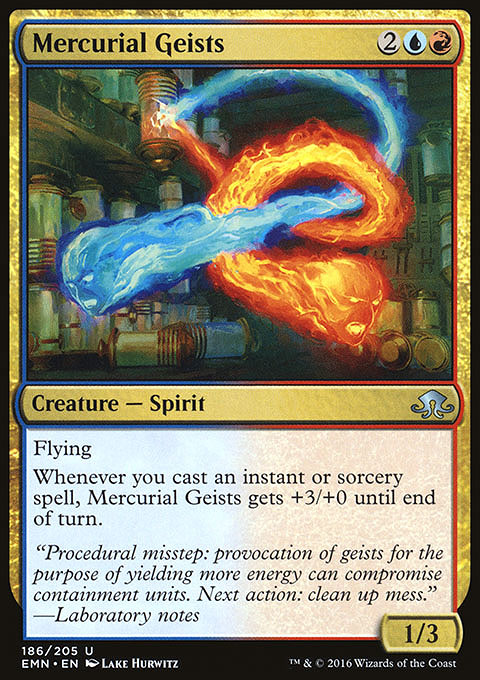 Mercurial Geists 2
Creature — Spirit
Flying
Whenever you cast an instant or sorcery
spell, Mercurial Geists gets +3/+0 until end
of turn.
“Procedural misstep: provocation of geists for the
purpose of yielding more energy can compromise
containment units. Next action: clean up mess.”
—Laboratory notes
1/3
186/205 U
EMN • EN Lake Hurwitz
™ & © 2016 Wizards of the Coast